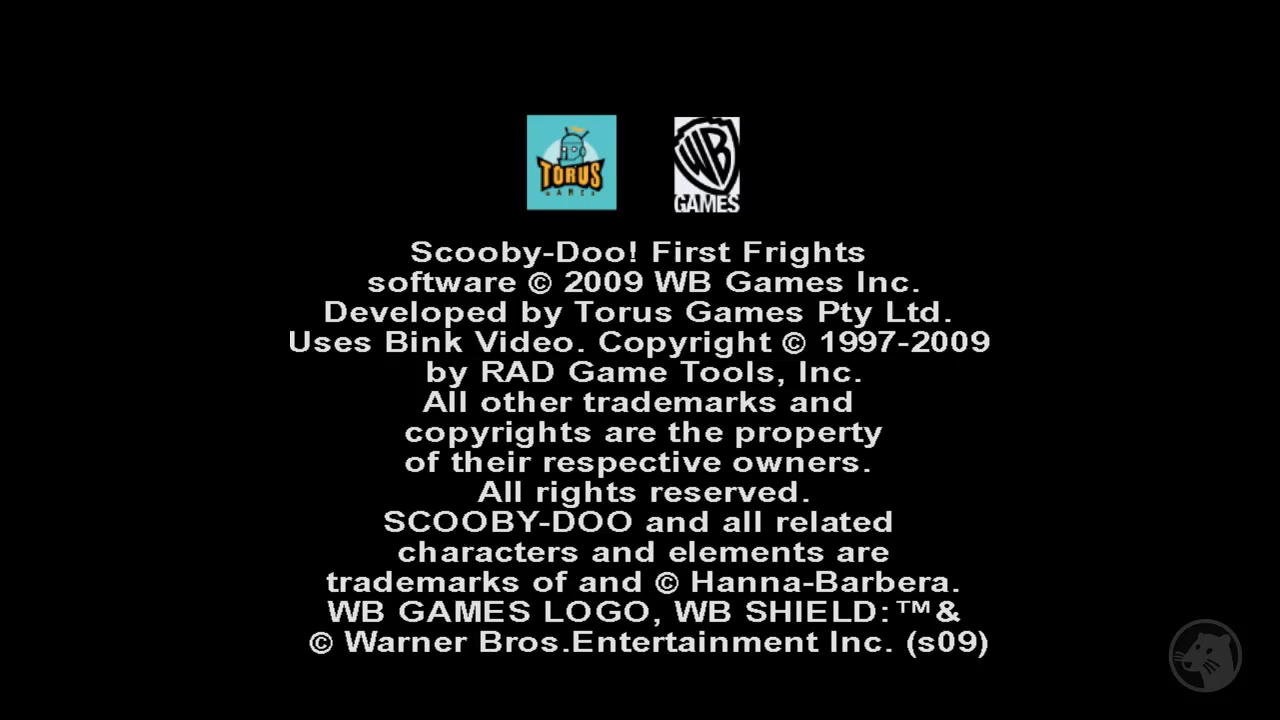 TORUS
GAMES
WB
GAMES
Scooby-Doo! First Frights
software © 2009 WB Games Inc.
Developed by Torus Games Pty Ltd.
Uses Bink Video. Copyright © 1997-2009
by RAD Game Tools, Inc.
All other trademarks and
copyrights are the property
of their respective owners.
All rights reserved.
SCOOBY-DOO and all related
characters and elements are
trademarks of and © Hanna-Barbera.
WB GAMES LOGO, WB SHIELD:™&
© Warner Bros.Entertainment Inc. (s09)